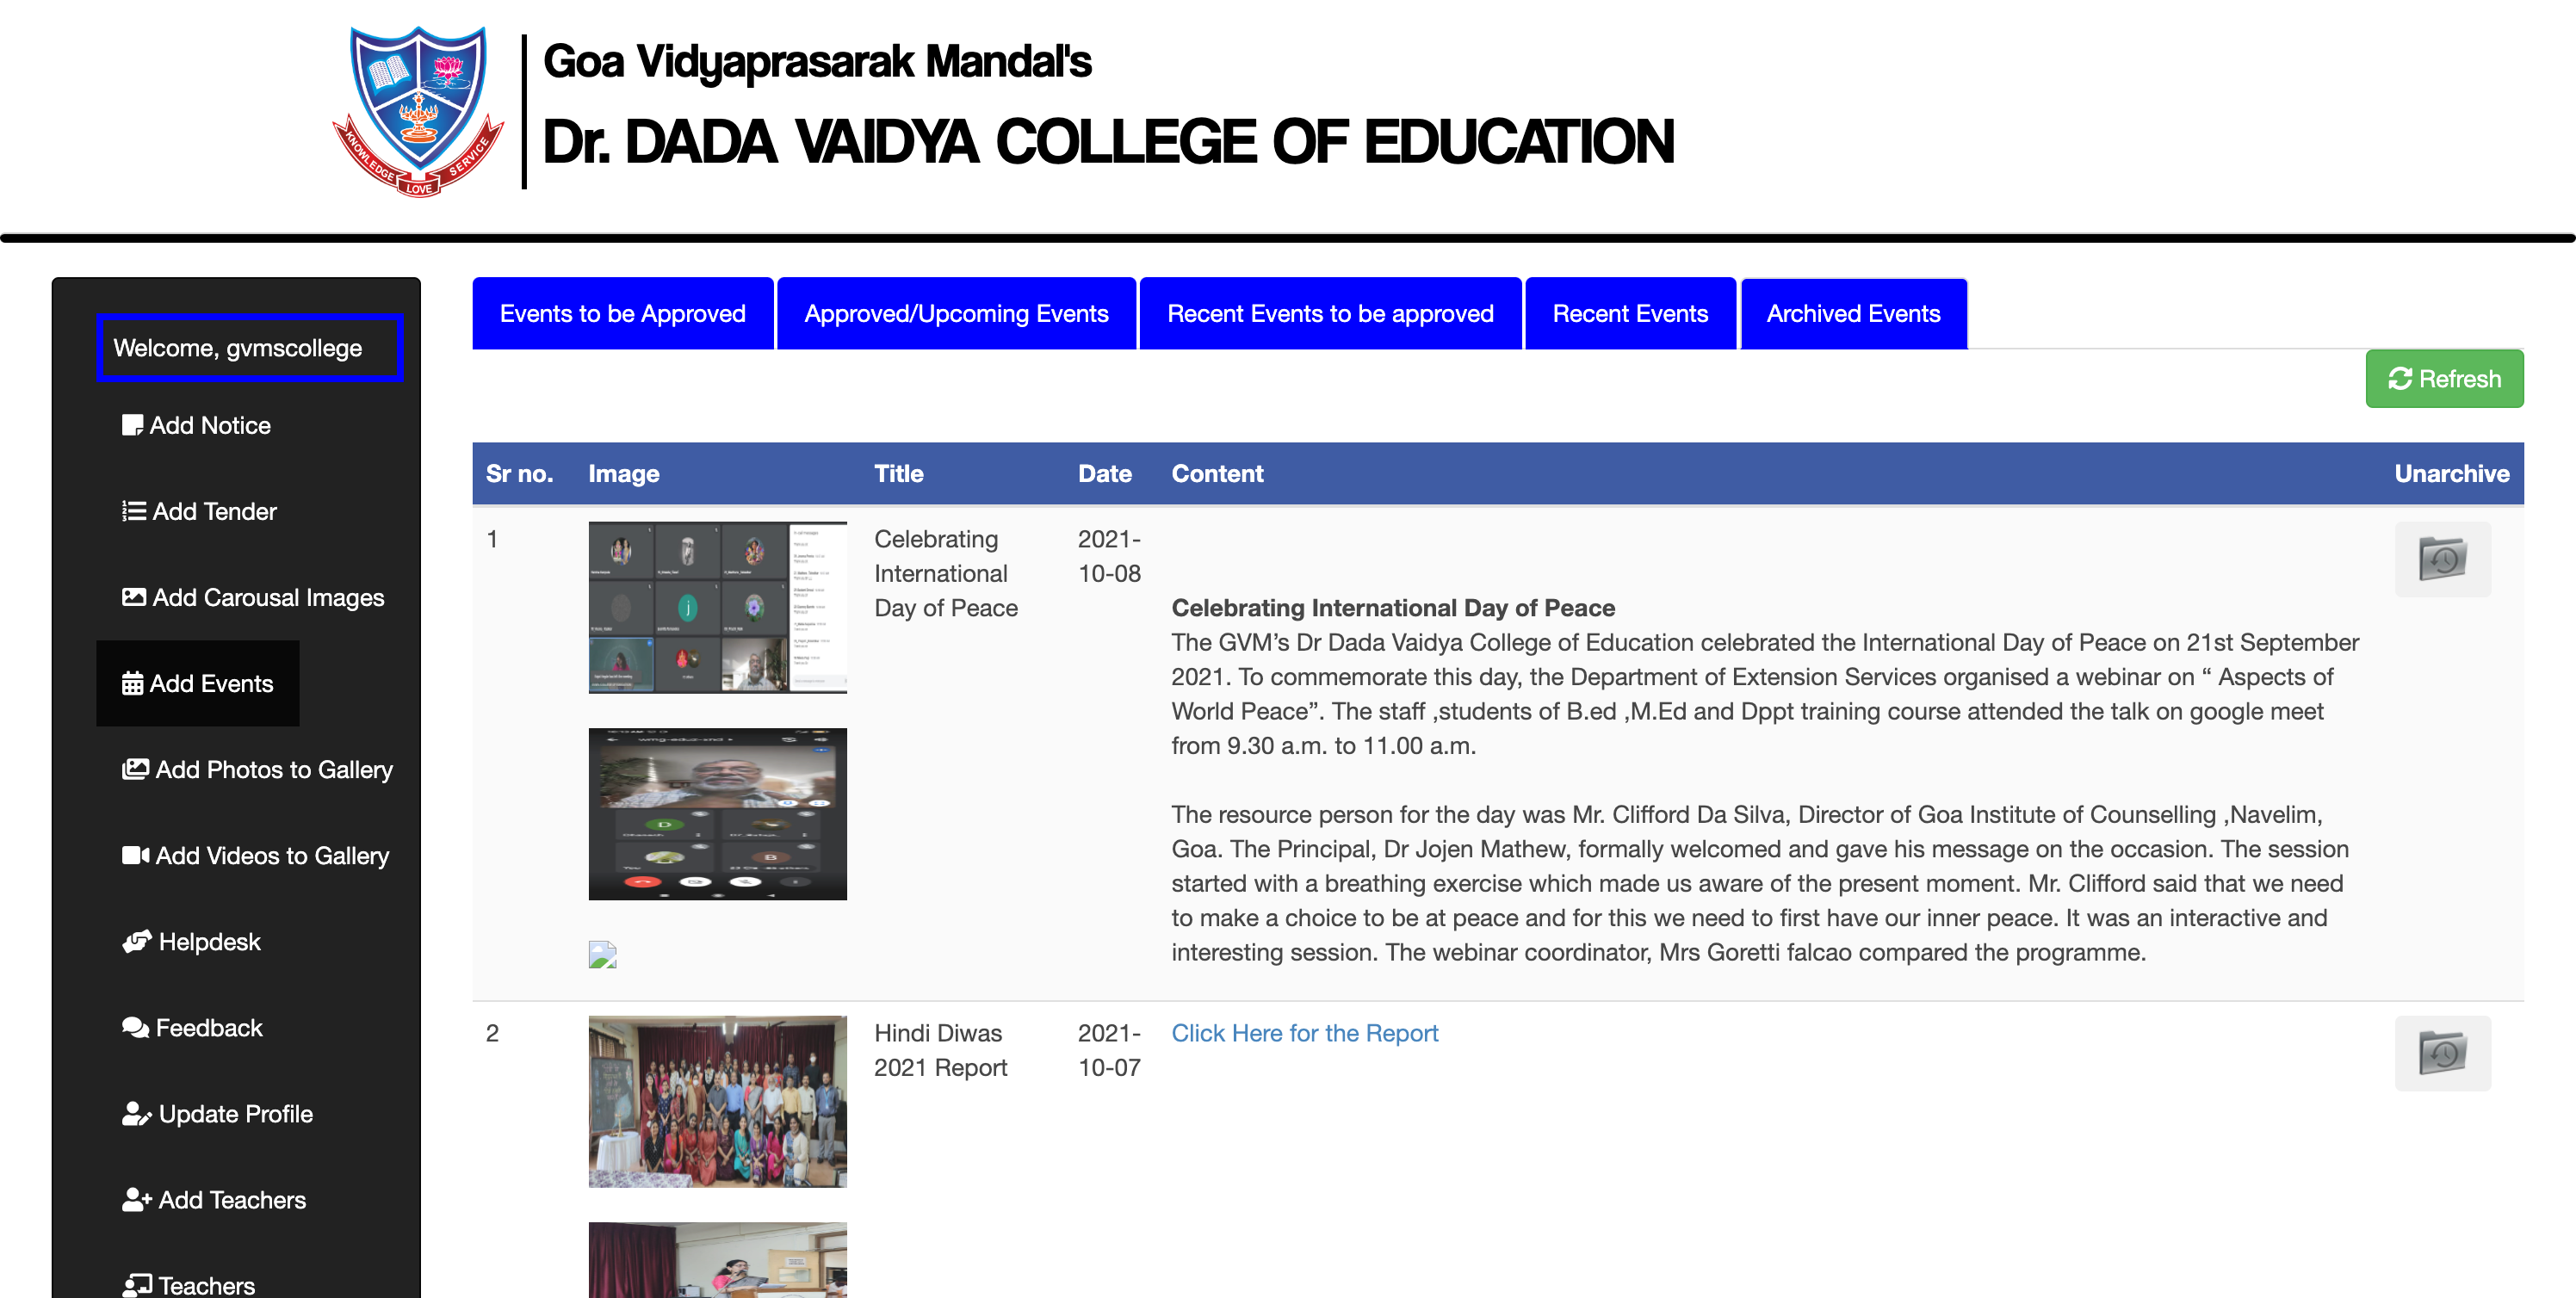 Goa Vidyaprasarak Mandal's
Dr. DADA VAIDYA COLLEGE OF EDUCATION
KNOWLEDGE LOVE SERVICE
Welcome, gvmscollege
Add Notice
Add Tender
Add Carousal Images
Add Events
Add Photos to Gallery
Add Videos to Gallery
Helpdesk
Feedback
Update Profile
Add Teachers
Teachers
Events to be Approved
Approved/Upcoming Events
Recent Events to be approved
Recent Events
Archived Events
Refresh
Sr no. Image Title Date Content Unarchive
1
Celebrating
International
Day of Peace
2021-
10-08
Celebrating International Day of Peace
The GVM’s Dr Dada Vaidya College of Education celebrated the International Day of Peace on 21st September
2021. To commemorate this day, the Department of Extension Services organised a webinar on “ Aspects of
World Peace”. The staff ,students of B.ed ,M.Ed and Dppt training course attended the talk on google meet
from 9.30 a.m. to 11.00 a.m.
The resource person for the day was Mr. Clifford Da Silva, Director of Goa Institute of Counselling ,Navelim,
Goa. The Principal, Dr Jojen Mathew, formally welcomed and gave his message on the occasion. The session
started with a breathing exercise which made us aware of the present moment. Mr. Clifford said that we need
to make a choice to be at peace and for this we need to first have our inner peace. It was an interactive and
interesting session. The webinar coordinator, Mrs Goretti falcao compared the programme.
2
Hindi Diwas
2021 Report
2021-
10-07
Click Here for the Report